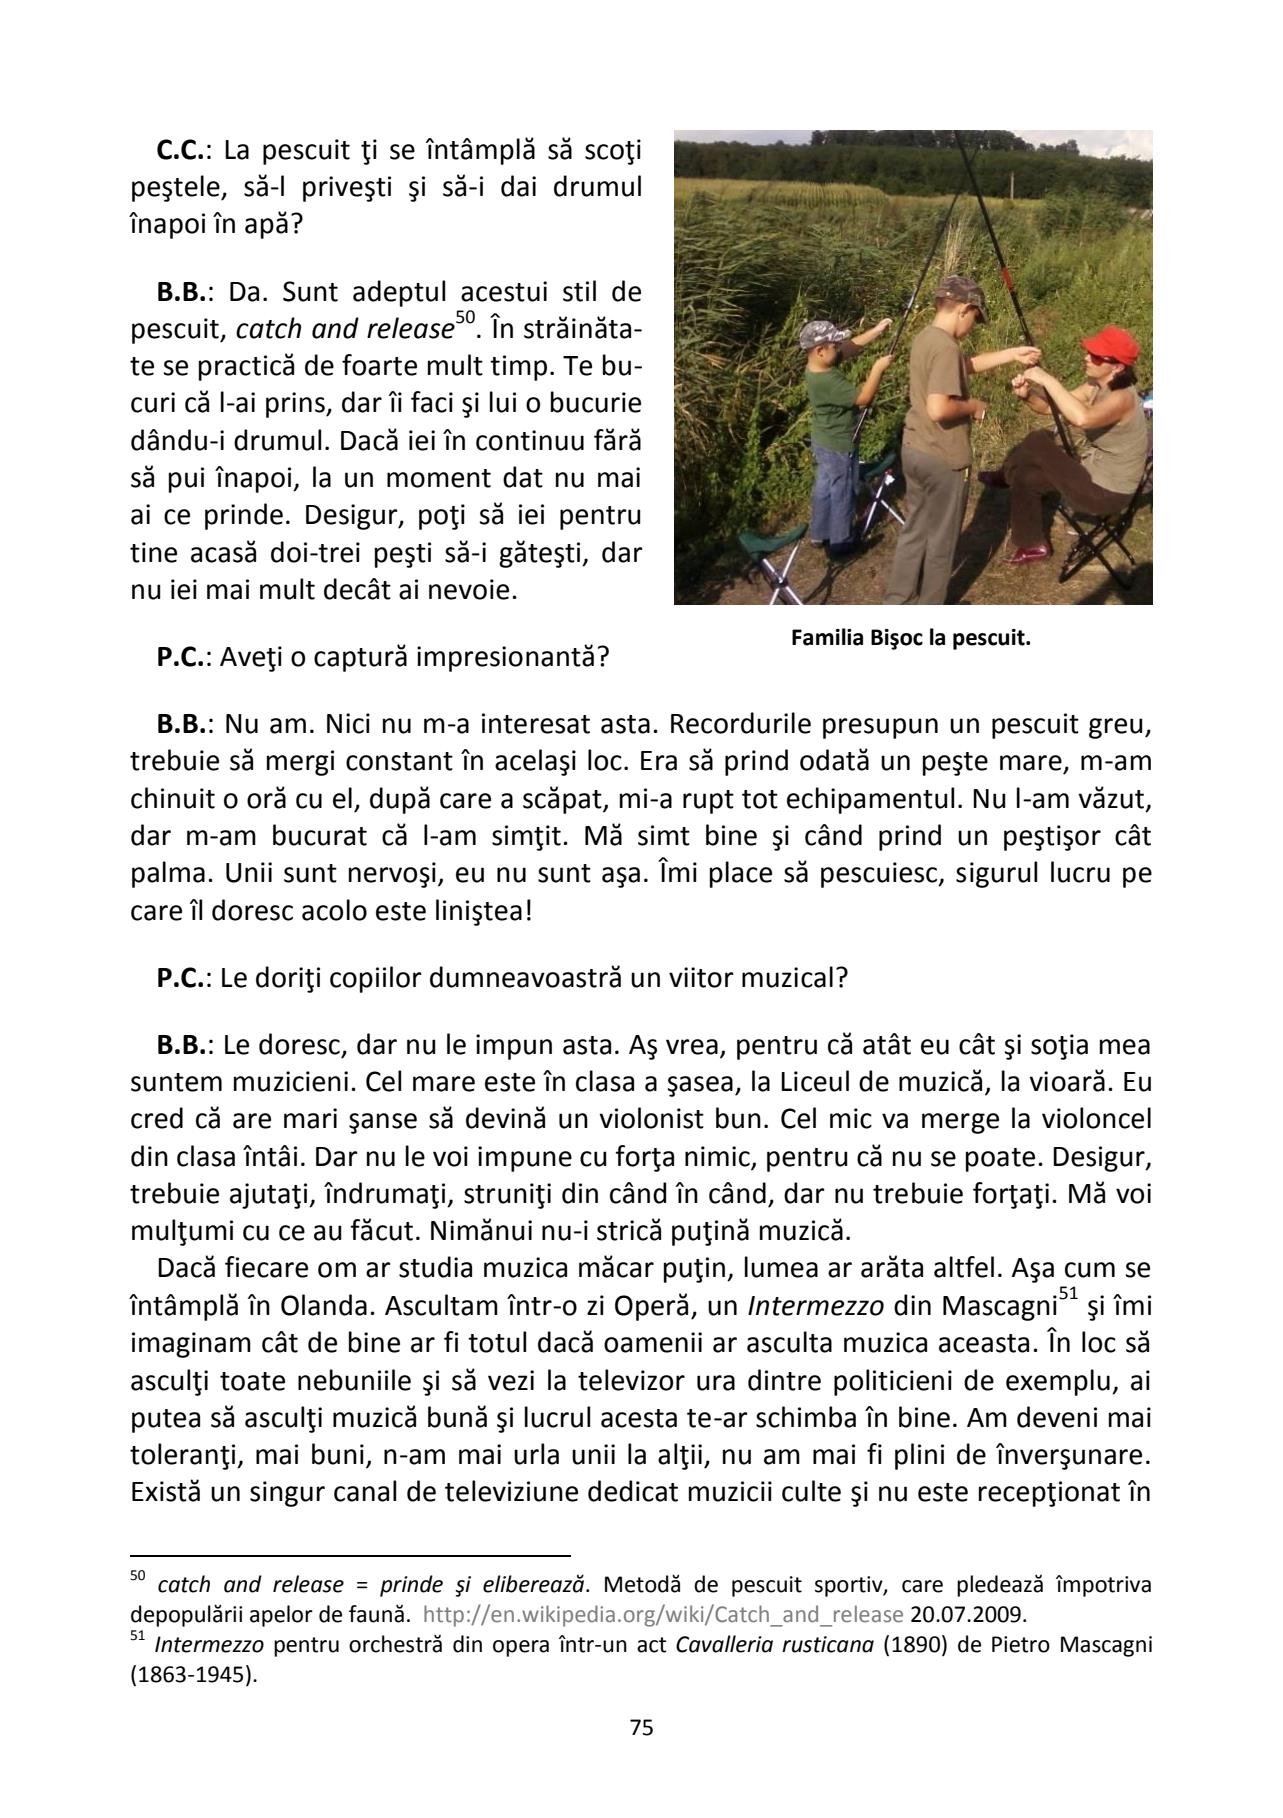 C.C.: La pescuit ţi se întâmplă să scoţi
peştele, să-l priveşti şi să-i dai drumul
înapoi în apă?
B.B.: Da. Sunt adeptul acestui stil de
pescuit, catch and release50. În străinăta-
te se practică de foarte mult timp. Te bu-
curi că l-ai prins, dar îi faci şi lui o bucurie
dându-i drumul. Dacă iei în continuu fără
să pui înapoi, la un moment dat nu mai
ai ce prinde. Desigur, poţi să iei pentru
tine acasă doi-trei peşti să-i găteşti, dar
nu iei mai mult decât ai nevoie.
Familia Bişoc la pescuit.
P.C.: Aveţi o captură impresionantă?
B.B.: Nu am. Nici nu m-a interesat asta. Recordurile presupun un pescuit greu,
trebuie să mergi constant în acelaşi loc. Era să prind odată un peşte mare, m-am
chinuit o oră cu el, după care a scăpat, mi-a rupt tot echipamentul. Nu l-am văzut,
dar m-am bucurat că l-am simţit. Mă simt bine şi când prind un peştişor cât
palma. Unii sunt nervoşi, eu nu sunt aşa. Îmi place să pescuiesc, sigurul lucru pe
care îl doresc acolo este liniştea!
P.C.: Le doriţi copiilor dumneavoastră un viitor muzical?
B.B.: Le doresc, dar nu le impun asta. Aş vrea, pentru că atât eu cât şi soţia mea
suntem muzicieni. Cel mare este în clasa a şasea, la Liceul de muzică, la vioară. Eu
cred că are mari şanse să devină un violonist bun. Cel mic va merge la violoncel
din clasa întâi. Dar nu le voi impune cu forţa nimic, pentru că nu se poate. Desigur,
trebuie ajutaţi, îndrumaţi, struniţi din când în când, dar nu trebuie forţaţi. Mă voi
mulţumi cu ce au făcut. Nimănui nu-i strică puţină muzică.
Dacă fiecare om ar studia muzica măcar puţin, lumea ar arăta altfel. Aşa cum se
întâmplă în Olanda. Ascultam într-o zi Operă, un Intermezzo din Mascagni51 şi îmi
imaginam cât de bine ar fi totul dacă oamenii ar asculta muzica aceasta. În loc să
asculţi toate nebuniile şi să vezi la televizor ura dintre politicieni de exemplu, ai
putea să asculţi muzică bună şi lucrul acesta te-ar schimba în bine. Am deveni mai
toleranţi, mai buni, n-am mai urla unii la alţii, nu am mai fi plini de înverşunare.
Există un singur canal de televiziune dedicat muzicii culte şi nu este recepţionat în
50 catch and release = prinde şi eliberează. Metodă de pescuit sportiv, care pledează împotriva
depopulării apelor de faună. http://en.wikipedia.org/wiki/Catch_and_release 20.07.2009.
51 Intermezzo pentru orchestră din opera într-un act Cavalleria rusticana (1890) de Pietro Mascagni
(1863-1945).
75